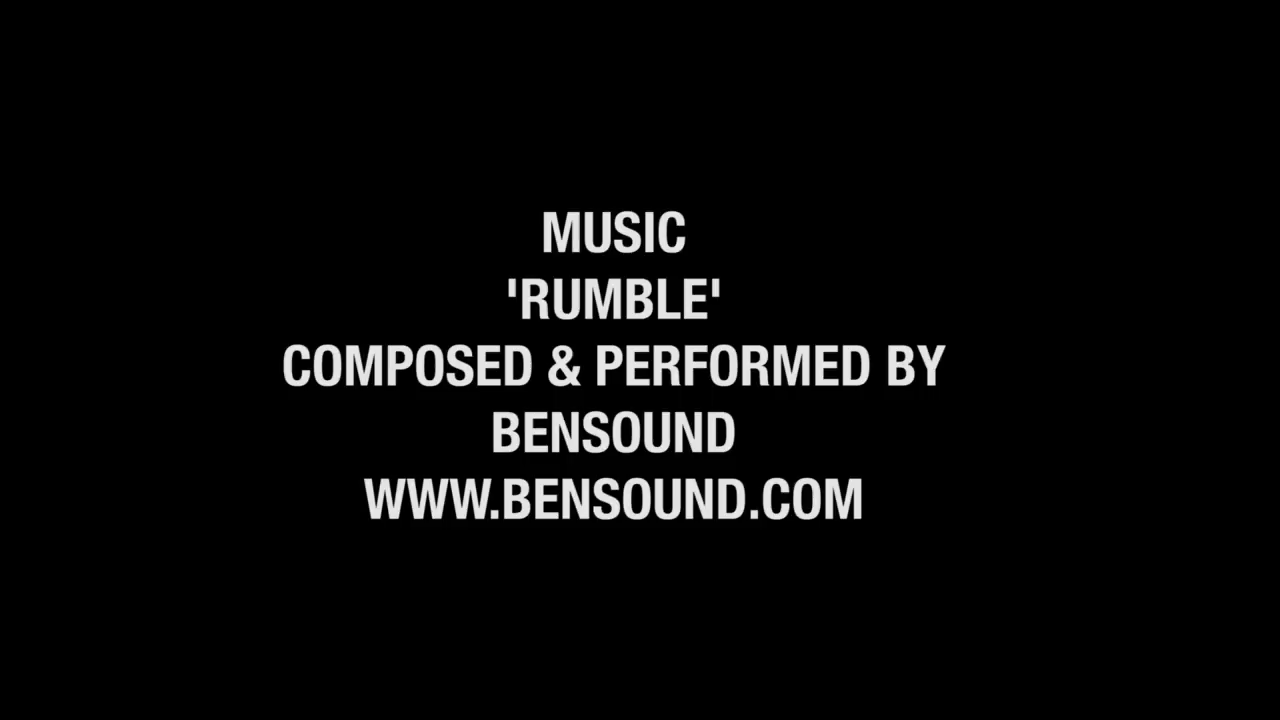 MUSIC
'RUMBLE'
COMPOSED & PERFORMED BY
BENSOUND
WWW.BENSOUND.COM